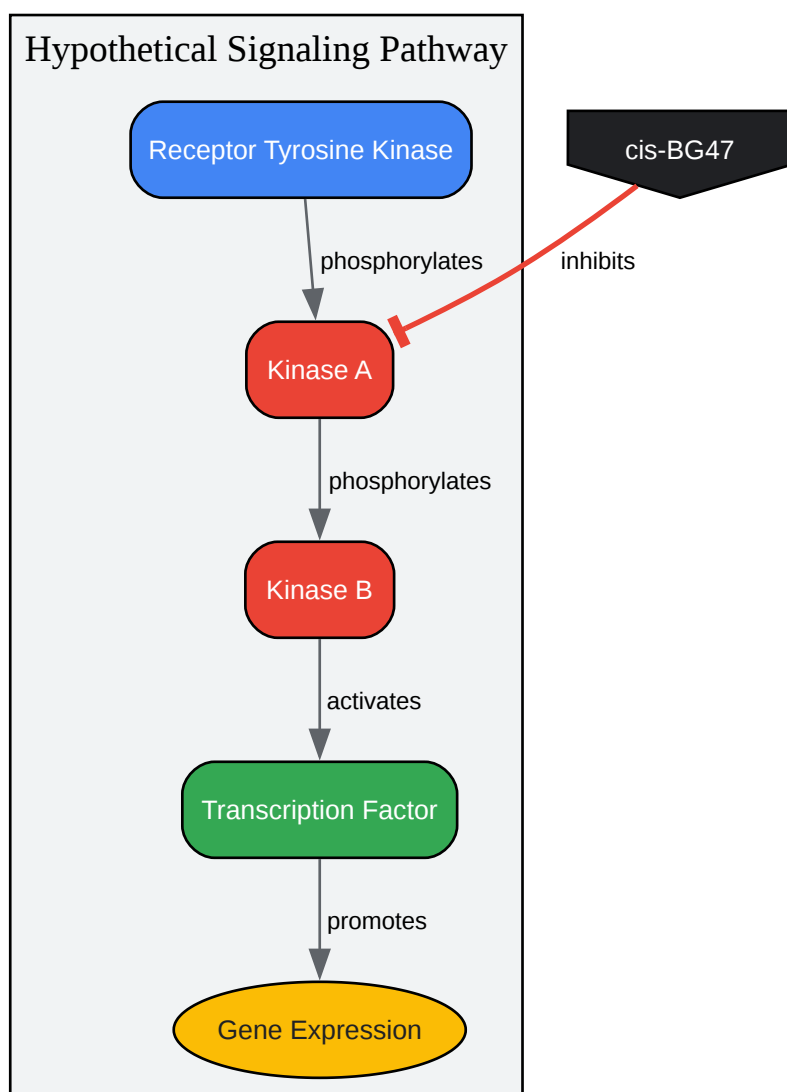 Hypothetical Signaling Pathway
Receptor Tyrosine Kinase
cis-BG47
phosphorylates
inhibits
Kinase A
phosphorylates
Kinase B
activates
Transcription Factor
promotes
Gene Expression